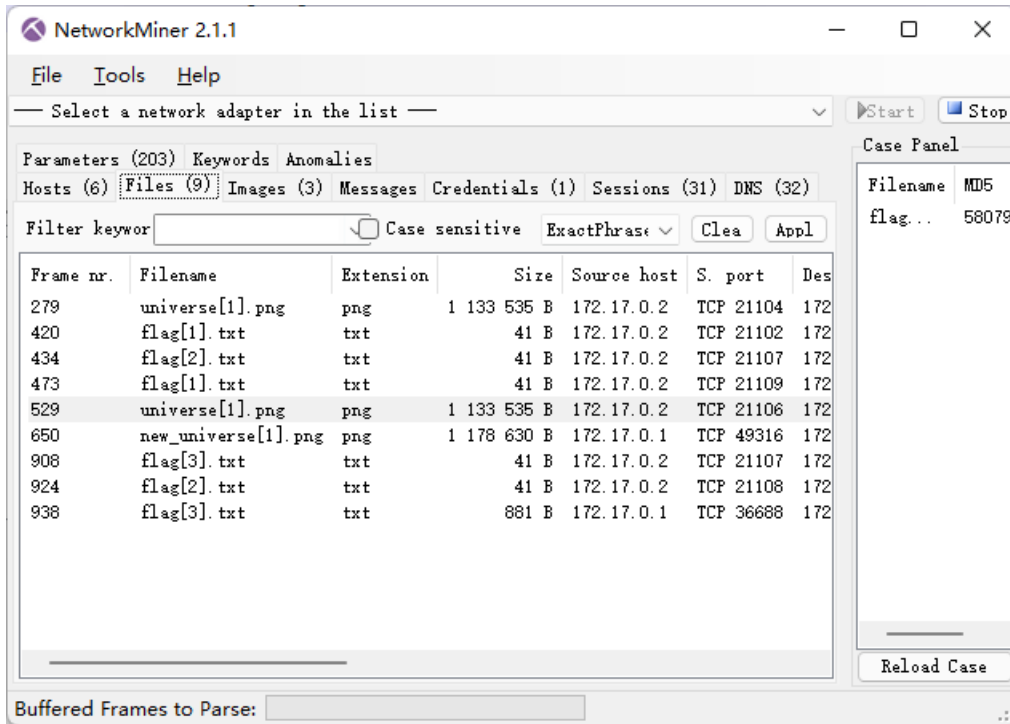 NetworkMiner 2.1.1
File Tools Help
— Select a network adapter in the list — Start Stop
Parameters (203) Keywords Anomalies
Hosts (6) Files (9) Images (3) Messages Credentials (1) Sessions (31) DNS (32)
Filter keywor Case sensitive ExactPhrase Clea Appl
Frame nr. Filename Extension Size Source host S. port Des
279 universe[1].png png 1 133 535 B 172.17.0.2 TCP 21104 172
420 flag[1].txt txt 41 B 172.17.0.2 TCP 21102 172
434 flag[2].txt txt 41 B 172.17.0.2 TCP 21107 172
473 flag[1].txt txt 41 B 172.17.0.2 TCP 21109 172
529 universe[1].png png 1 133 535 B 172.17.0.2 TCP 21106 172
650 new_universe[1].png png 1 178 630 B 172.17.0.1 TCP 49316 172
908 flag[3].txt txt 41 B 172.17.0.2 TCP 21107 172
924 flag[2].txt txt 41 B 172.17.0.2 TCP 21108 172
938 flag[3].txt txt 881 B 172.17.0.1 TCP 36688 172
Case Panel
Filename MD5
flag... 58079
Reload Case
Buffered Frames to Parse: